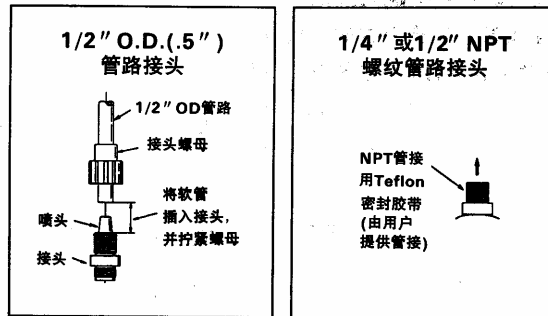 1/2″ O.D.(.5″)
管路接头
1/2″ OD管路
接头螺母
将软管
插入接头，
并拧紧螺母
喷头
接头
1/4″ 或1/2″ NPT
螺纹管路接头
NPT管接
用Teflon
密封胶带
(由用户
提供管接)